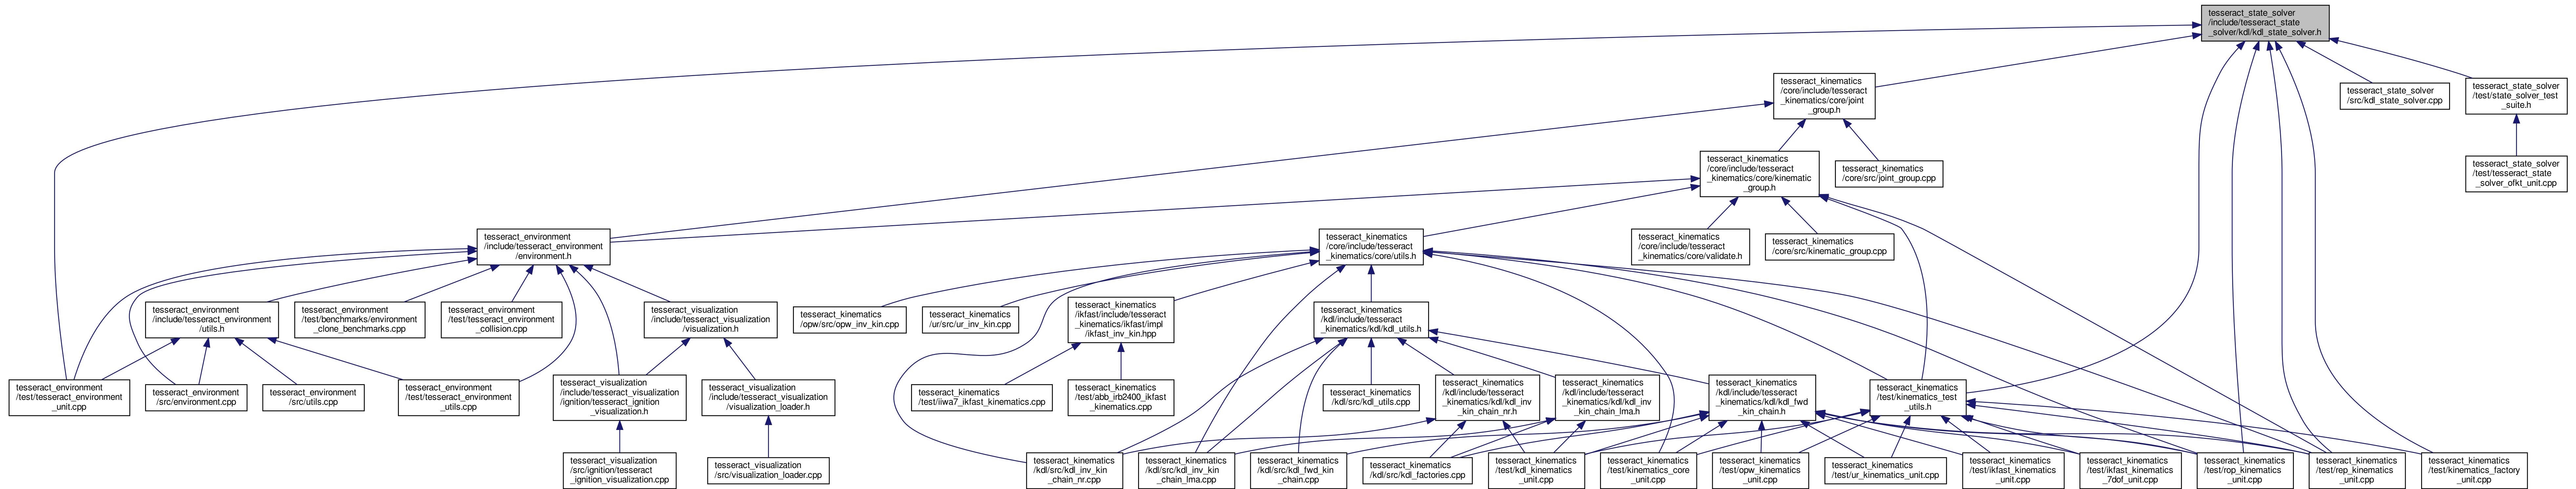 tesseract_state_solver
/include/tesseract_state
_solver/kdl/kdl_state_solver.h
tesseract_kinematics
/core/include/tesseract
_kinematics/core/joint
_group.h
tesseract_state_solver
/src/kdl_state_solver.cpp
tesseract_state_solver
/test/state_solver_test
_suite.h
tesseract_kinematics
/core/include/tesseract
_kinematics/core/kinematic
_group.h
tesseract_kinematics
/core/src/joint_group.cpp
tesseract_state_solver
/test/tesseract_state
_solver_ofkt_unit.cpp
tesseract_environment
/include/tesseract_environment
/environment.h
tesseract_kinematics
/core/include/tesseract
_kinematics/core/utils.h
tesseract_kinematics
/core/include/tesseract
_kinematics/core/validate.h
tesseract_kinematics
/core/src/kinematic_group.cpp
tesseract_environment
/include/tesseract_environment
/utils.h
tesseract_environment
/test/benchmarks/environment
_clone_benchmarks.cpp
tesseract_environment
/test/tesseract_environment
_collision.cpp
tesseract_visualization
/include/tesseract_visualization
/visualization.h
tesseract_kinematics
/opw/src/opw_inv_kin.cpp
tesseract_kinematics
/ur/src/ur_inv_kin.cpp
tesseract_kinematics
/ikfast/include/tesseract
_kinematics/ikfast/impl
/ikfast_inv_kin.hpp
tesseract_kinematics
/kdl/include/tesseract
_kinematics/kdl/kdl_utils.h
tesseract_environment
/test/tesseract_environment
_unit.cpp
tesseract_environment
/src/environment.cpp
tesseract_environment
/src/utils.cpp
tesseract_environment
/test/tesseract_environment
_utils.cpp
tesseract_visualization
/include/tesseract_visualization
/ignition/tesseract_ignition
_visualization.h
tesseract_visualization
/include/tesseract_visualization
/visualization_loader.h
tesseract_kinematics
/test/iiwa7_ikfast_kinematics.cpp
tesseract_kinematics
/test/abb_irb2400_ikfast
_kinematics.cpp
tesseract_kinematics
/kdl/src/kdl_utils.cpp
tesseract_kinematics
/kdl/include/tesseract
_kinematics/kdl/kdl_inv
_kin_chain_nr.h
tesseract_kinematics
/kdl/include/tesseract
_kinematics/kdl/kdl_inv
_kin_chain_lma.h
tesseract_kinematics
/kdl/include/tesseract
_kinematics/kdl/kdl_fwd
_kin_chain.h
tesseract_kinematics
/test/kinematics_test
_utils.h
tesseract_visualization
/src/ignition/tesseract
_ignition_visualization.cpp
tesseract_visualization
/src/visualization_loader.cpp
tesseract_kinematics
/kdl/src/kdl_inv_kin
_chain_nr.cpp
tesseract_kinematics
/kdl/src/kdl_inv_kin
_chain_lma.cpp
tesseract_kinematics
/kdl/src/kdl_fwd_kin
_chain.cpp
tesseract_kinematics
/kdl/src/kdl_factories.cpp
tesseract_kinematics
/test/kdl_kinematics
_unit.cpp
tesseract_kinematics
/test/kinematics_core
_unit.cpp
tesseract_kinematics
/test/opw_kinematics
_unit.cpp
tesseract_kinematics
/test/ur_kinematics_unit.cpp
tesseract_kinematics
/test/ikfast_kinematics
_unit.cpp
tesseract_kinematics
/test/ikfast_kinematics
_7dof_unit.cpp
tesseract_kinematics
/test/rop_kinematics
_unit.cpp
tesseract_kinematics
/test/rep_kinematics
_unit.cpp
tesseract_kinematics
/test/kinematics_factory
_unit.cpp